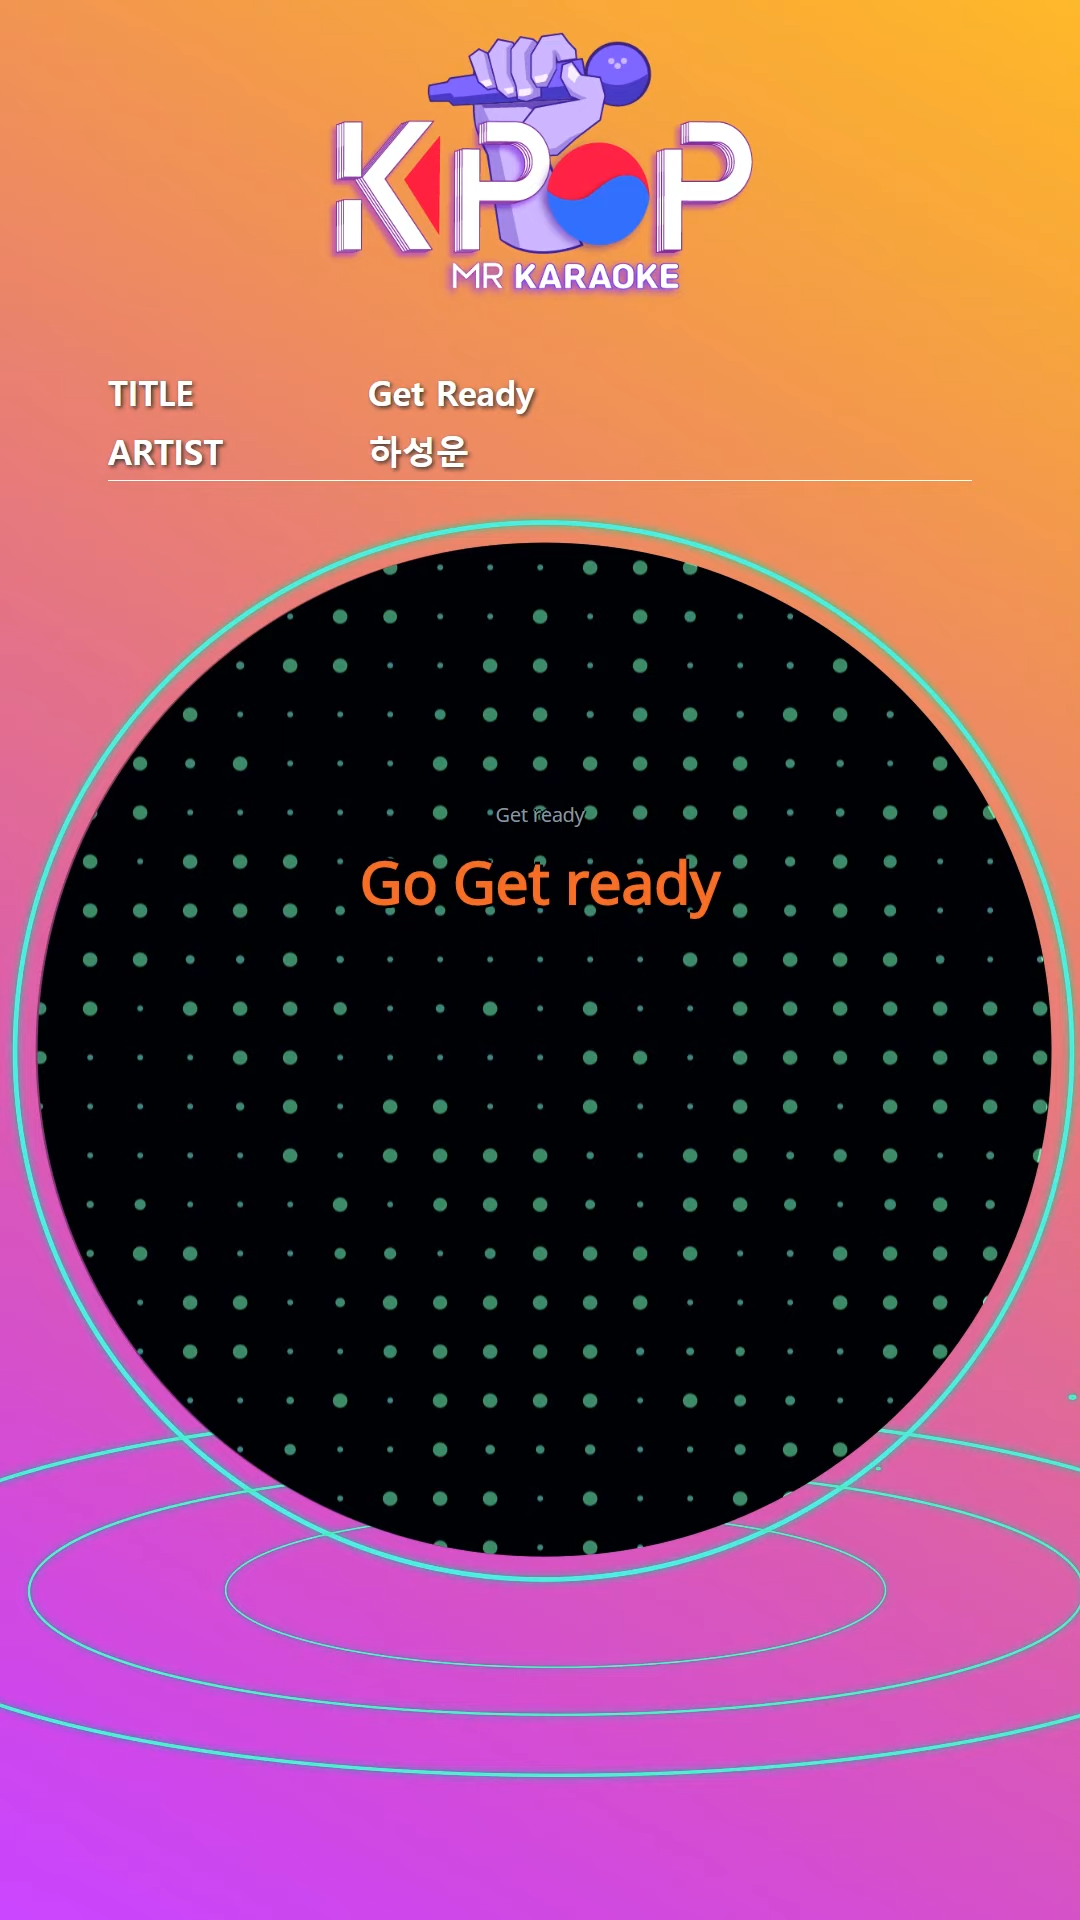 KPOP
MR KARAOKE
TITLE Get Ready
ARTIST 하성운
Get ready
Go Get ready